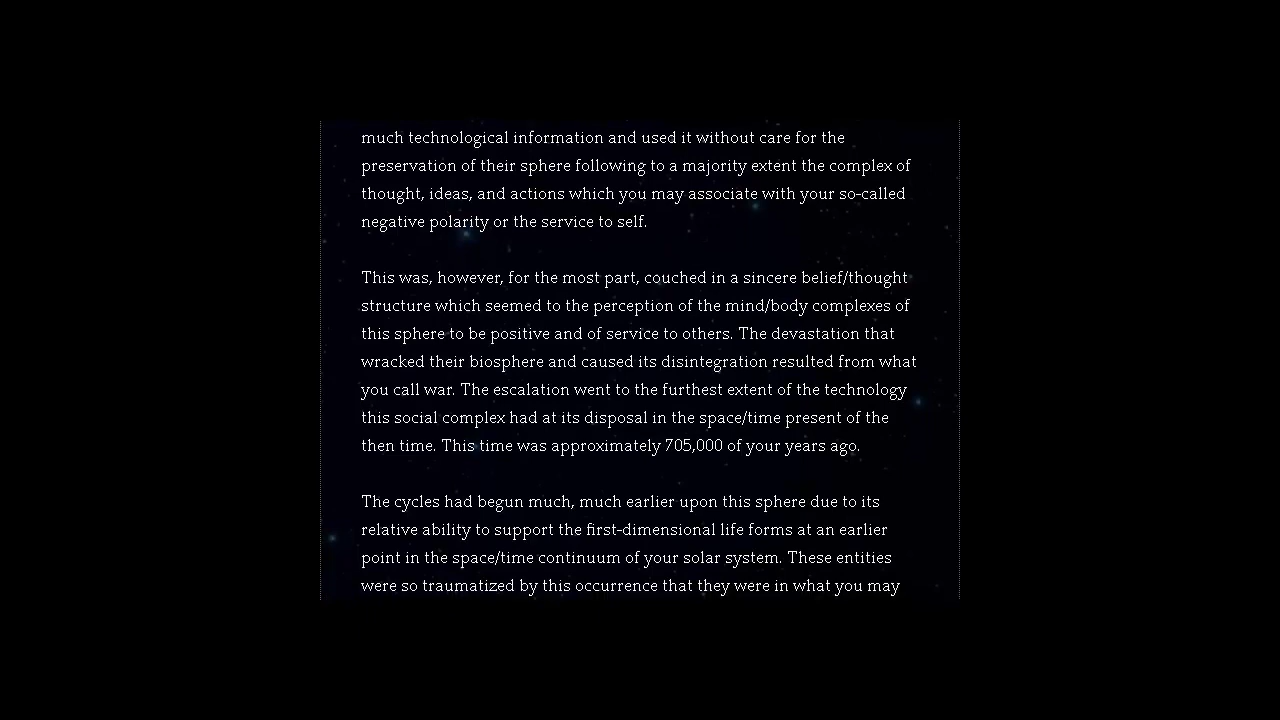 much technological information and used it without care for the
preservation of their sphere following to a majority extent the complex of
thought, ideas, and actions which you may associate with your so-called
negative polarity or the service to self.
This was, however, for the most part, couched in a sincere belief/thought
structure which seemed to the perception of the mind/body complexes of
this sphere to be positive and of service to others. The devastation that
wracked their biosphere and caused its disintegration resulted from what
you call war. The escalation went to the furthest extent of the technology
this social complex had at its disposal in the space/time present of the
then time. This time was approximately 705,000 of your years ago.
The cycles had begun much, much earlier upon this sphere due to its
relative ability to support the first-dimensional life forms at an earlier
point in the space/time continuum of your solar system. These entities
were so traumatized by this occurrence that they were in what you may